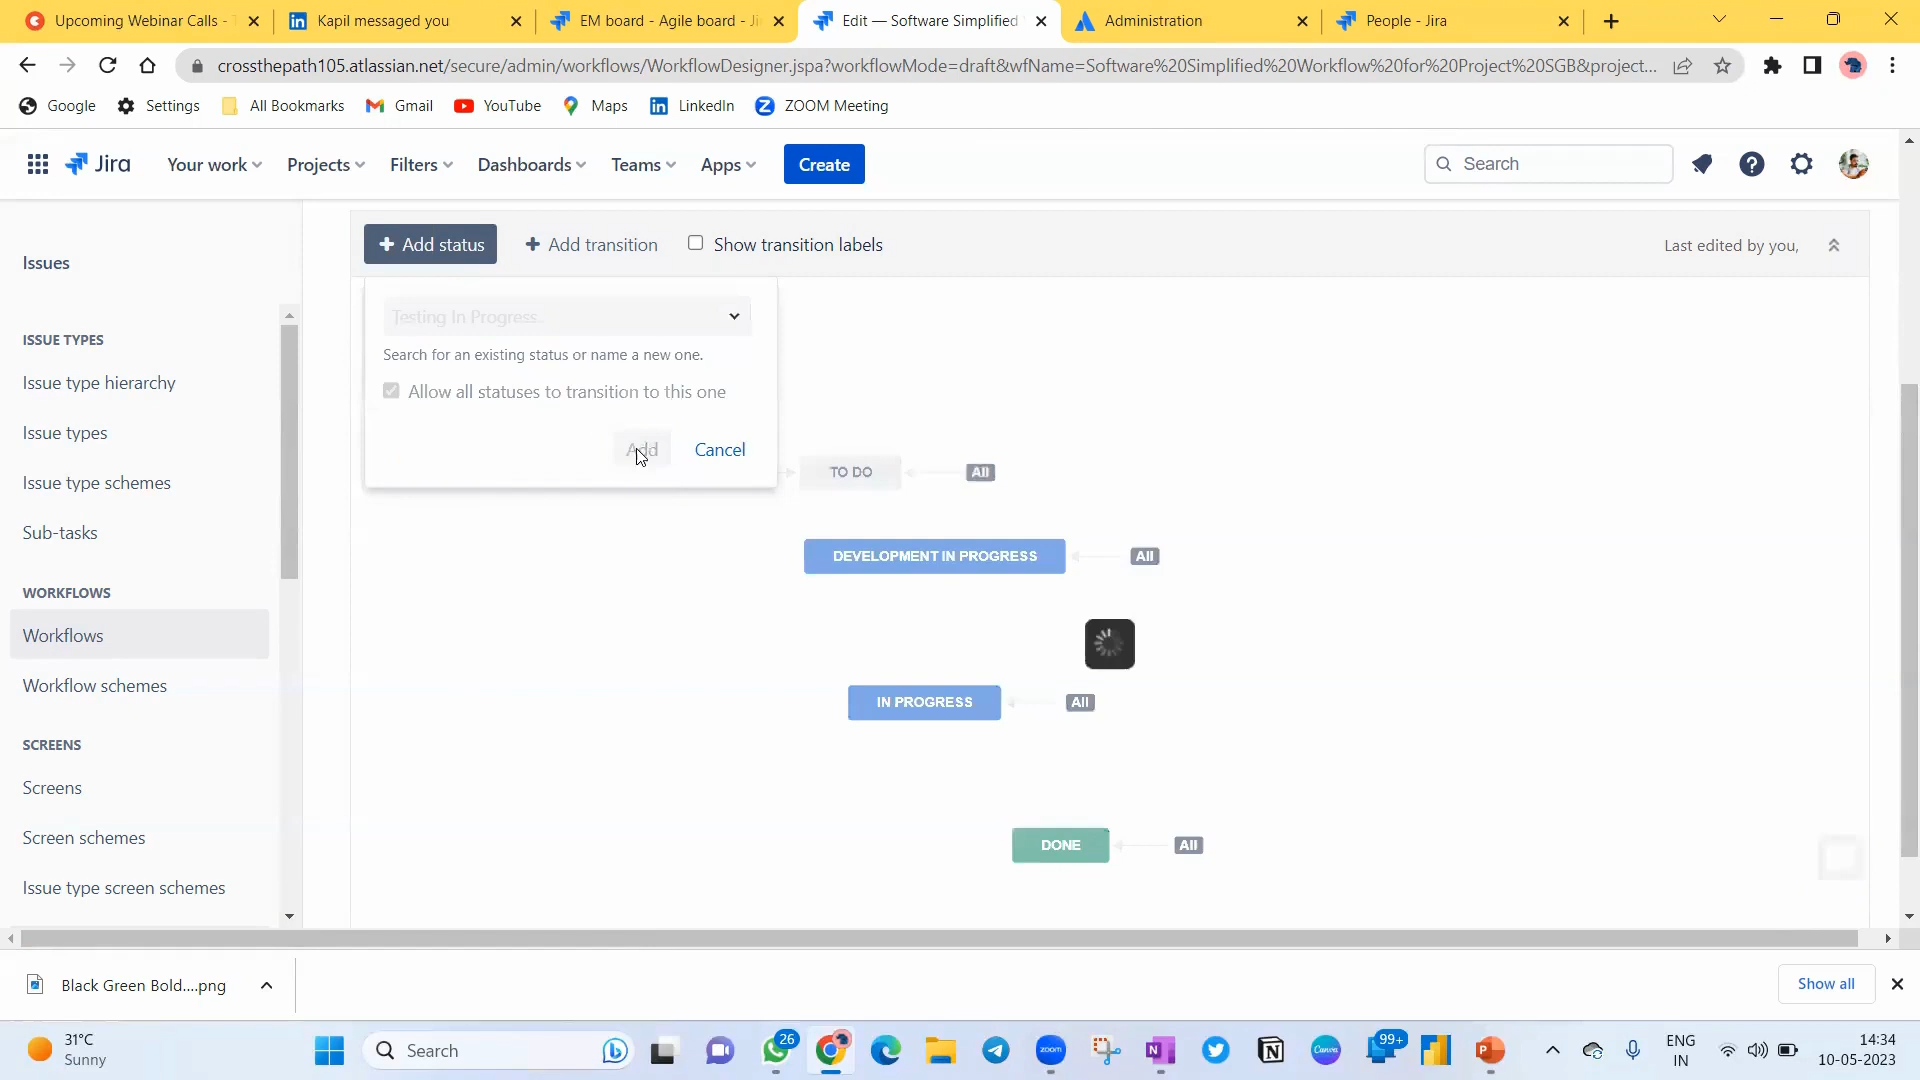 Upcoming Webinar Calls -
Kapil messaged you
EM board - Agile board - Ji
Edit — Software Simplified
Administration
People - Jira
crossthepath105.atlassian.net/secure/admin/workflows/WorkflowDesigner.jspa?workflowMode=draft&wfName=Software%20Simplified%20Workflow%20for%20Project%20SGB&project...
Google
Settings
All Bookmarks
Gmail
YouTube
Maps
LinkedIn
ZOOM Meeting
Jira
Your work
Projects
Filters
Dashboards
Teams
Apps
Create
Search
Issues
ISSUE TYPES
Issue type hierarchy
Issue types
Issue type schemes
Sub-tasks
WORKFLOWS
Workflows
Workflow schemes
SCREENS
Screens
Screen schemes
Issue type screen schemes
Add status
Add transition
Show transition labels
Last edited by you,
Testing In Progress.
Search for an existing status or name a new one.
Allow all statuses to transition to this one
Add
Cancel
TO DO
All
DEVELOPMENT IN PROGRESS
All
IN PROGRESS
All
DONE
All
Black Green Bold....png
Show all
31°C
Sunny
Search
26
zoom
Canva
99+
ENG
IN
14:34
10-05-2023